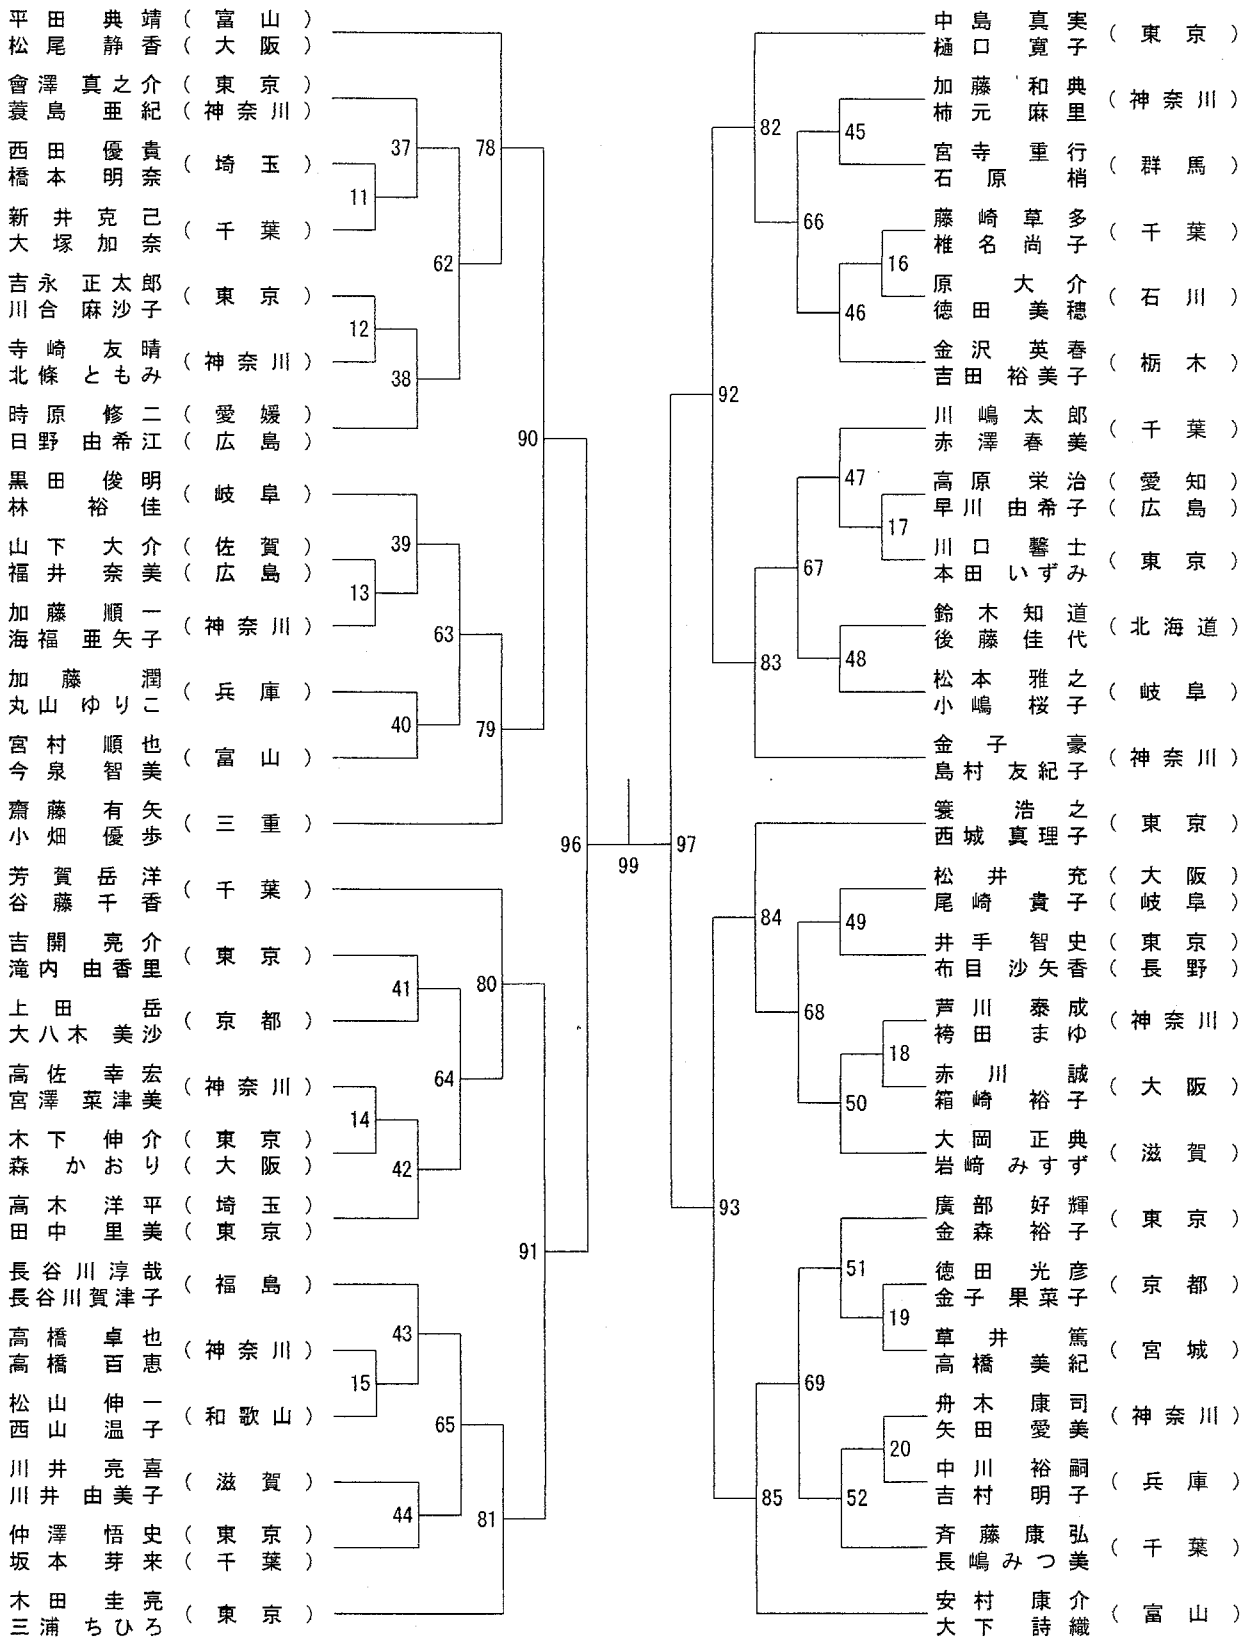 平田 典靖 (富山)
松尾 静香 (大阪)
會澤 真之介 (東京)
蓑島 亜紀 (神奈川)
西田 優貴
橋本 明奈
(埼玉)
新井 克己
大塚 加奈
(千葉)
吉永 正太郎
川合 麻沙子
(東京)
寺崎 友晴
北條 ともみ
(神奈川)
時原 修二 (愛媛)
日野 由希江 (広島)
黒田 俊明
林 裕佳
(岐阜)
山下 大介 (佐賀)
福井 奈美 (広島)
加藤 順一
海福 亜矢子
(神奈川)
加藤 潤
丸山 ゆりこ
(兵庫)
宮村 順也
今泉 智美
(富山)
齋藤 有矢
小畑 優歩
(三重)
芳賀 岳洋
谷藤 千香
(千葉)
吉開 亮介
滝内 由香里
(東京)
上田 岳
大八木 美沙
(京都)
高佐 幸宏
宮澤 菜津美
(神奈川)
木下 伸介 (東京)
森 かおり (大阪)
高木 洋平 (埼玉)
田中 里美 (東京)
長谷川 淳哉
長谷川 賀津子
(福島)
高橋 卓也
高橋 百恵
(神奈川)
松山 伸一
西山 温子
(和歌山)
川井 亮喜
川井 由美子
(滋賀)
仲澤 悟史 (東京)
坂本 芽来 (千葉)
木田 圭亮
三浦 ちひろ
(東京)
11
12
13
14
15
37
38
39
40
41
42
43
44
62
63
64
65
78
79
80
81
90
91
96
99
97
92
93
82
83
84
85
66
67
68
69
45
46
47
48
49
50
51
52
16
17
18
19
20
中島 真実
樋口 寛子
(東京)
加藤 和典
柿元 麻里
(神奈川)
宮寺 重行
石原 梢
(群馬)
藤崎 草多
椎名 尚子
(千葉)
原 大介
徳田 美穂
(石川)
金沢 英春
吉田 裕美子
(栃木)
川嶋 太郎
赤澤 春美
(千葉)
高原 栄治 (愛知)
早川 由希子 (広島)
川口 馨士
本田 いずみ
(東京)
鈴木 知道
後藤 佳代
(北海道)
松本 雅之
小嶋 桜子
(岐阜)
金子 豪
島村 友紀子
(神奈川)
簑 浩之
西城 真理子
(東京)
松井 充 (大阪)
尾崎 貴子 (岐阜)
井手 智史 (東京)
布目 沙矢香 (長野)
芦川 泰成
袴田 まゆ
(神奈川)
赤川 誠
箱崎 裕子
(大阪)
大岡 正典
岩﨑 みすず
(滋賀)
廣部 好輝
金森 裕子
(東京)
徳田 光彦
金子 果菜子
(京都)
草井 篤
高橋 美紀
(宮城)
舟木 康司
矢田 愛美
(神奈川)
中川 裕嗣
吉村 明子
(兵庫)
斉藤 康弘
長嶋 みつ美
(千葉)
安村 康介
大下 詩織
(富山)